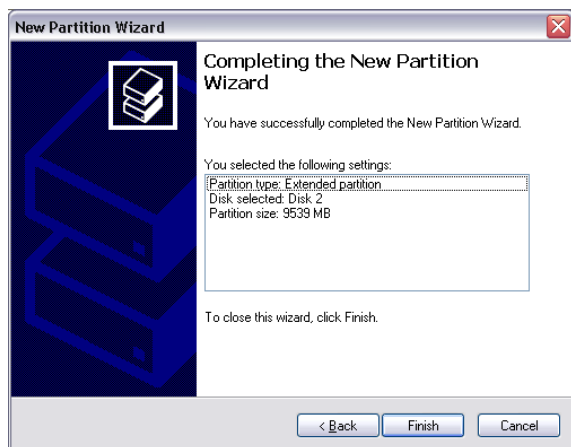 New Partition Wizard
Completing the New Partition
Wizard
You have successfully completed the New Partition Wizard.
You selected the following settings:
Partition type: Extended partition
Disk selected: Disk 2
Partition size: 9539 MB
To close this wizard, click Finish.
< Back
Finish
Cancel